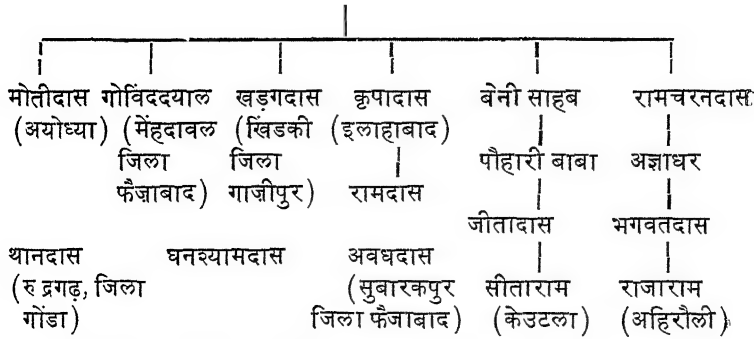 मोतीदास गोविंददयाल खड़गदास कृपादास बेनी साहब रामचरनदास
(अयोध्या) (मेंहदावल (खिडकी (इलाहाबाद)
जिला जिला पौहारी बाबा अज्ञाधर
फैज़ाबाद) गाजीपुर) रामदास
जीतादास भगवतदास
थानदास घनश्यामदास अवधदास
(रु द्रगढ़, जिला (सुबारकपुर सीताराम राजाराम
गोंडा) जिला फैजाबाद) (केउटला) (अहिरौली)